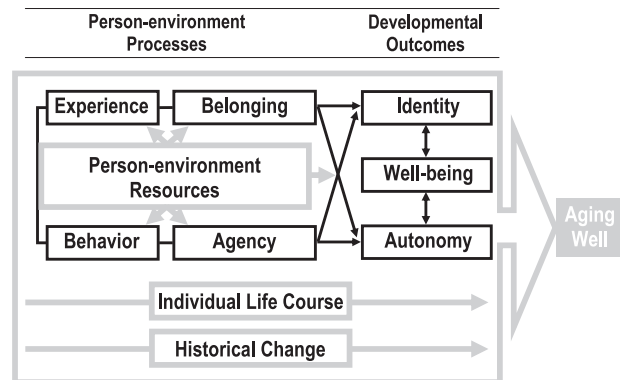 Person-environment
Processes
Developmental
Outcomes
Experience
Belonging
Identity
Person-environment
Resources
Well-being
Behavior
Agency
Autonomy
Aging
Well
Individual Life Course
Historical Change